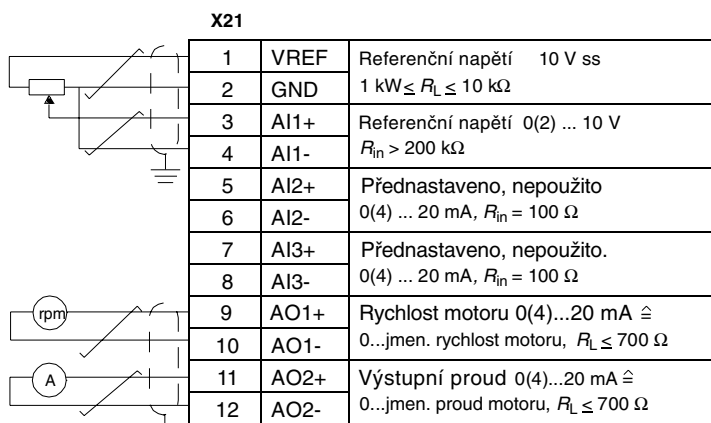 X21
1 VREF Referenční napětí 10 V ss
2 GND 1 kW ≤ RL ≤ 10 kΩ
3 AI1+ Referenční napětí 0(2) ... 10 V
4 AI1- Rin > 200 kΩ
5 AI2+ Přednastaveno, nepoužito
6 AI2- 0(4) ... 20 mA, Rin = 100 Ω
7 AI3+ Přednastaveno, nepoužito.
8 AI3- 0(4) ... 20 mA, Rin = 100 Ω
rpm 9 AO1+ Rychlost motoru 0(4)...20 mA ≙
10 AO1- 0...jmen. rychlost motoru, RL ≤ 700 Ω
A 11 AO2+ Výstupní proud 0(4)...20 mA ≙
12 AO2- 0...jmen. proud motoru, RL ≤ 700 Ω